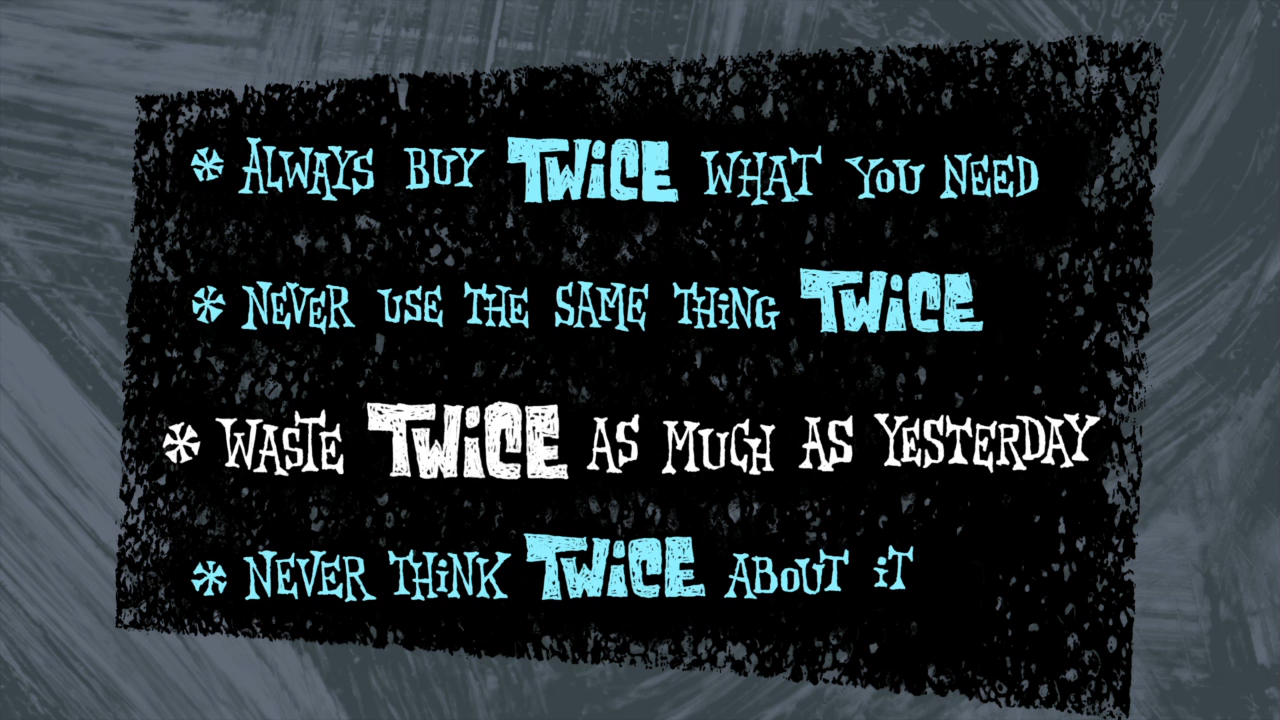 * ALWAYS BUY TWiCE WHAT YOU NEED
* NEVER USE THE SAME THiNG TWiCE
* WASTE TWiCE AS MUCH AS YESTERDAY
* NEVER THiNK TWiCE ABOUT iT